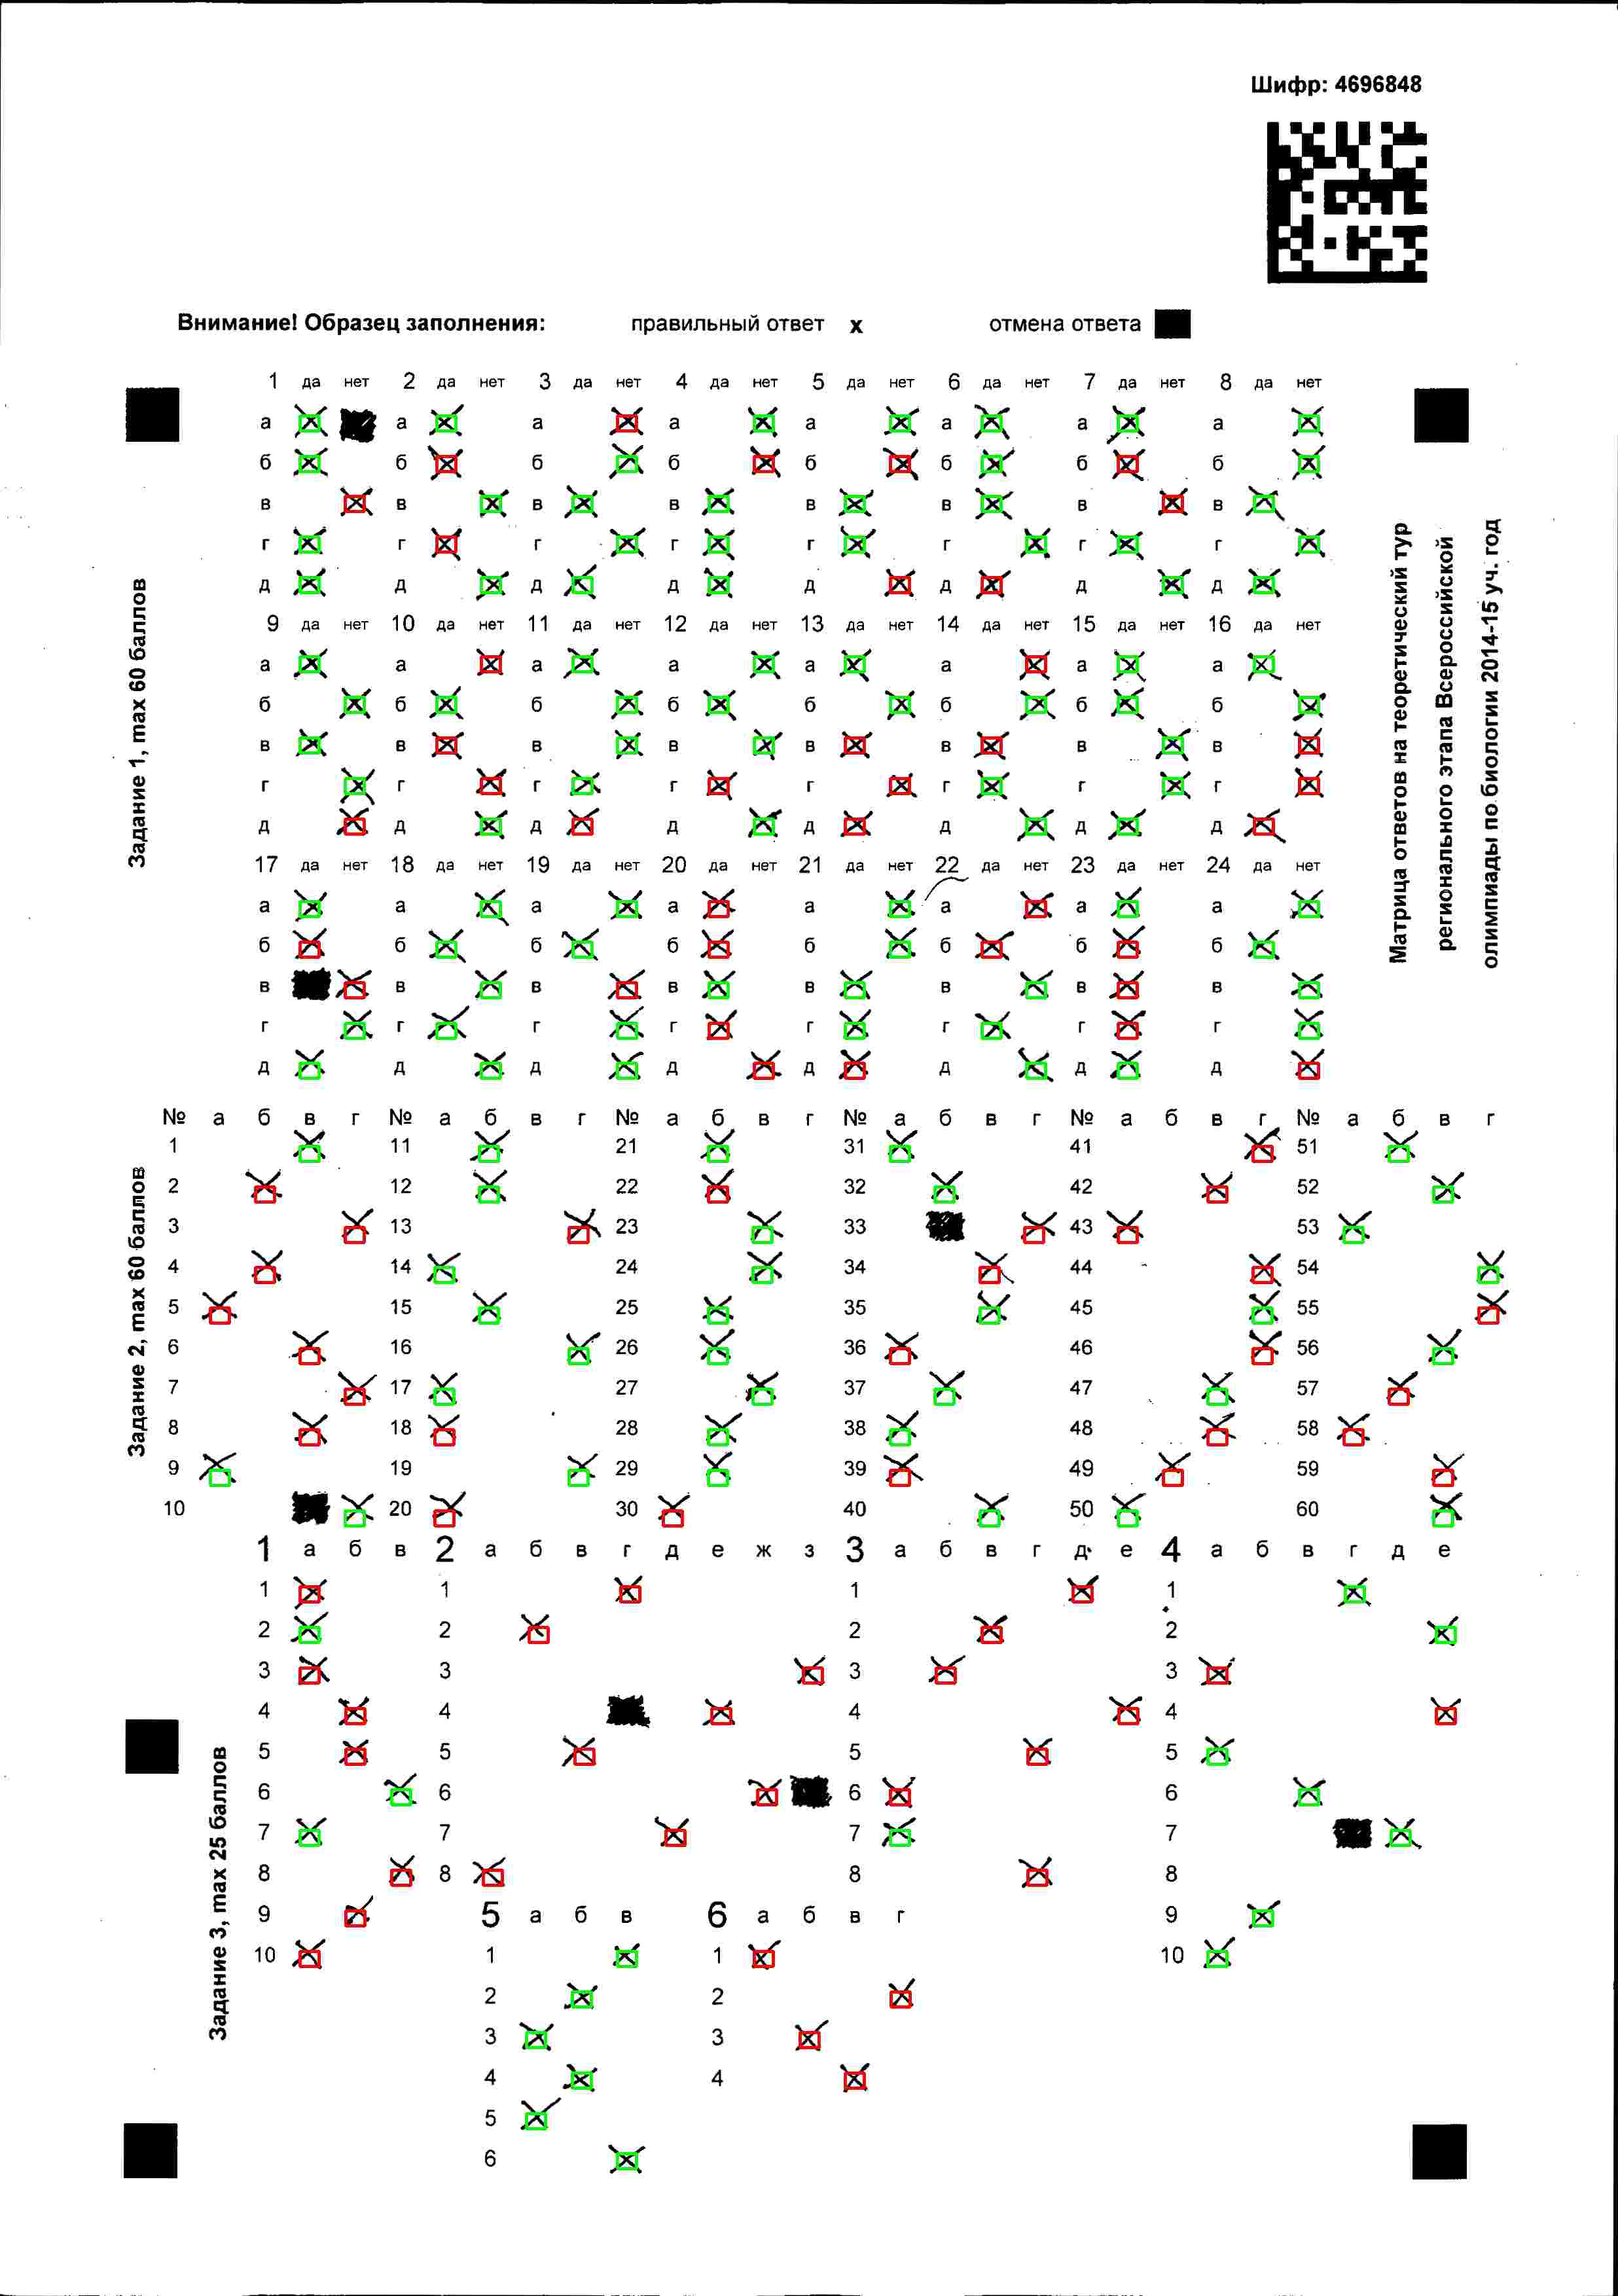 Шифр: 4696848
Внимание! Образец заполнения: правильный ответ х отмена ответа
Задание 1, max 60 баллов
1 да нет 2 да нет 3 да нет 4 да нет 5 да нет 6 да нет 7 да нет 8 да нет
а а а а а а а а
б б б б б б б б
в в в в в в в в
г г г г г г г г
д д д д д д д д
9 да нет 10 да нет 11 да нет 12 да нет 13 да нет 14 да нет 15 да нет 16 да нет
а а а а а а а а
б б б б б б б б
в в в в в в в в
г г г г г г г г
д д д д д д д д
17 да нет 18 да нет 19 да нет 20 да нет 21 да нет 22 да нет 23 да нет 24 да нет
а а а а а а а а
б б б б б б б б
в в в в в в в в
г г г г г г г г
д д д д д д д д
Матрица ответов на теоретический тур
регионального этапа Всероссийской
олимпиады по биологии 2014-15 уч. год
Задание 2, max 60 баллов
№ а б в г № а б в г № а б в г № а б в г № а б в г № а б в г
1 11 21 31 41 51
2 12 22 32 42 52
3 13 23 33 43 53
4 14 24 34 44 54
5 15 25 35 45 55
6 16 26 36 46 56
7 17 27 37 47 57
8 18 28 38 48 58
9 19 29 39 49 59
10 20 30 40 50 60
Задание 3, max 25 баллов
1 а б в 2 а б в г д е ж з 3 а б в г д е 4 а б в г д е
1 1 1 1
2 2 2 2
3 3 3 3
4 4 4 4
5 5 5 5
6 6 6 6
7 7 7 7
8 8 8 8
9 5 а б в 6 а б в г 9
10 1 1 10
2 2
3 3
4 4
5
6